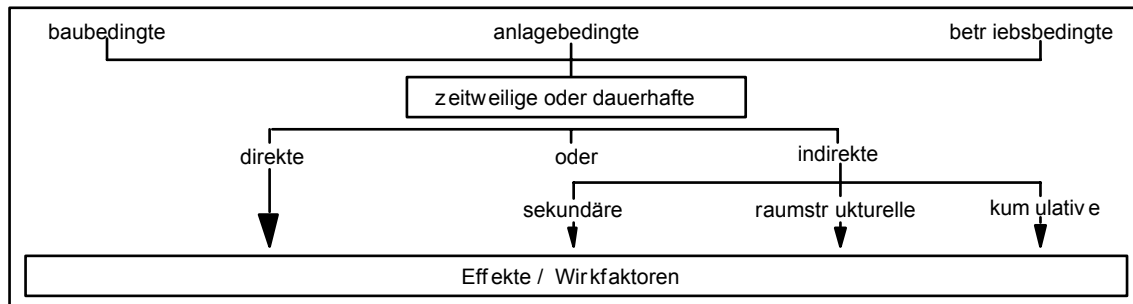 baubedingte anlagebedingte betriebsbedingte
zeitweilige oder dauerhafte
direkte oder indirekte
sekundäre raumstrukturelle kumulative
Effekte / Wirkfaktoren